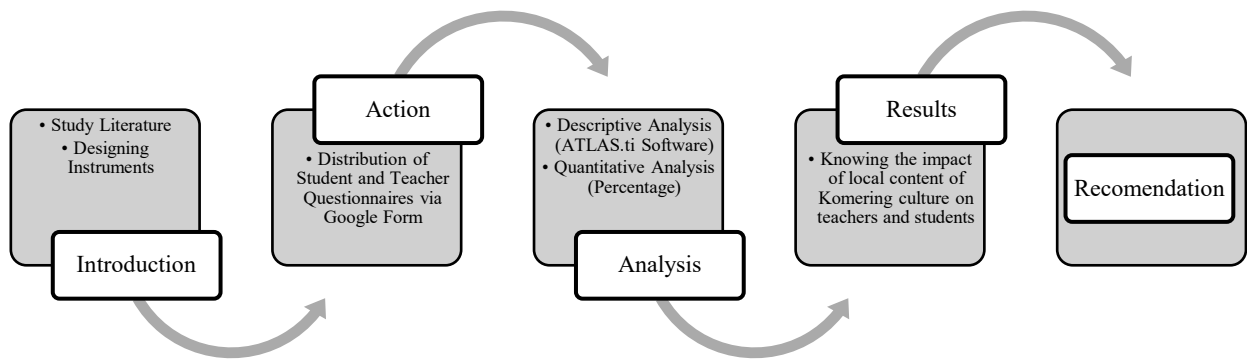 • Study Literature
• Designing
Instruments
Introduction
Action
• Distribution of
Student and Teacher
Questionnaires via
Google Form
• Descriptive Analysis
(ATLAS.ti Software)
• Quantitative Analysis
(Percentage)
Analysis
Results
• Knowing the impact
of local content of
Komering culture on
teachers and students
Recomendation